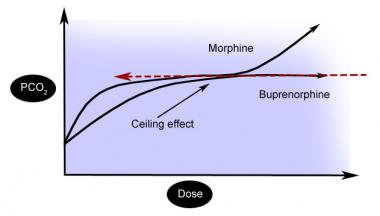 Morphine
PCO2
Buprenorphine
Ceiling effect
Dose